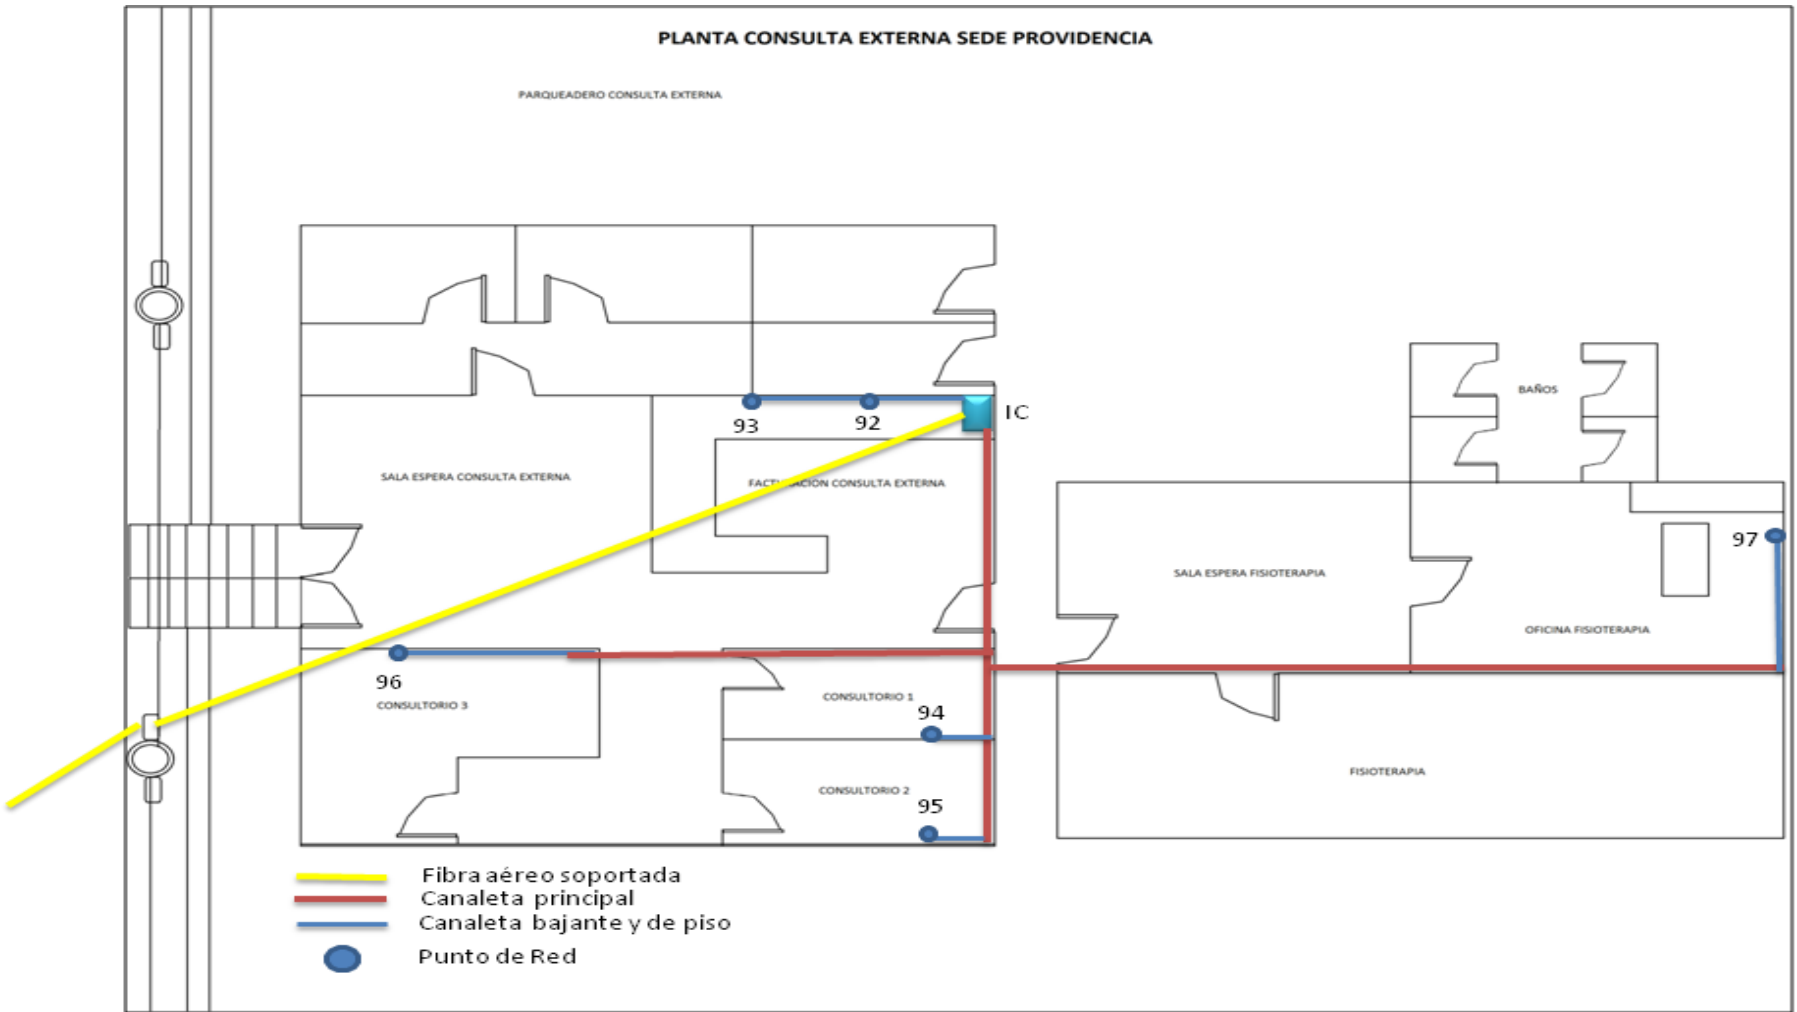 PLANTA CONSULTA EXTERNA SEDE PROVIDENCIA
PARQUEADERO CONSULTA EXTERNA
BAÑOS
IC
93
92
SALA ESPERA CONSULTA EXTERNA
CONSULTA EXTERNA
97
SALA ESPERA FISIOTERAPIA
OFICINA FISIOTERAPIA
96
CONSULTORIO 3
CONSULTORIO 1
94
FISIOTERAPIA
CONSULTORIO 2
95
Fibra aéreo soportada
Canaleta principal
Canaleta bajante y de piso
Punto de Red